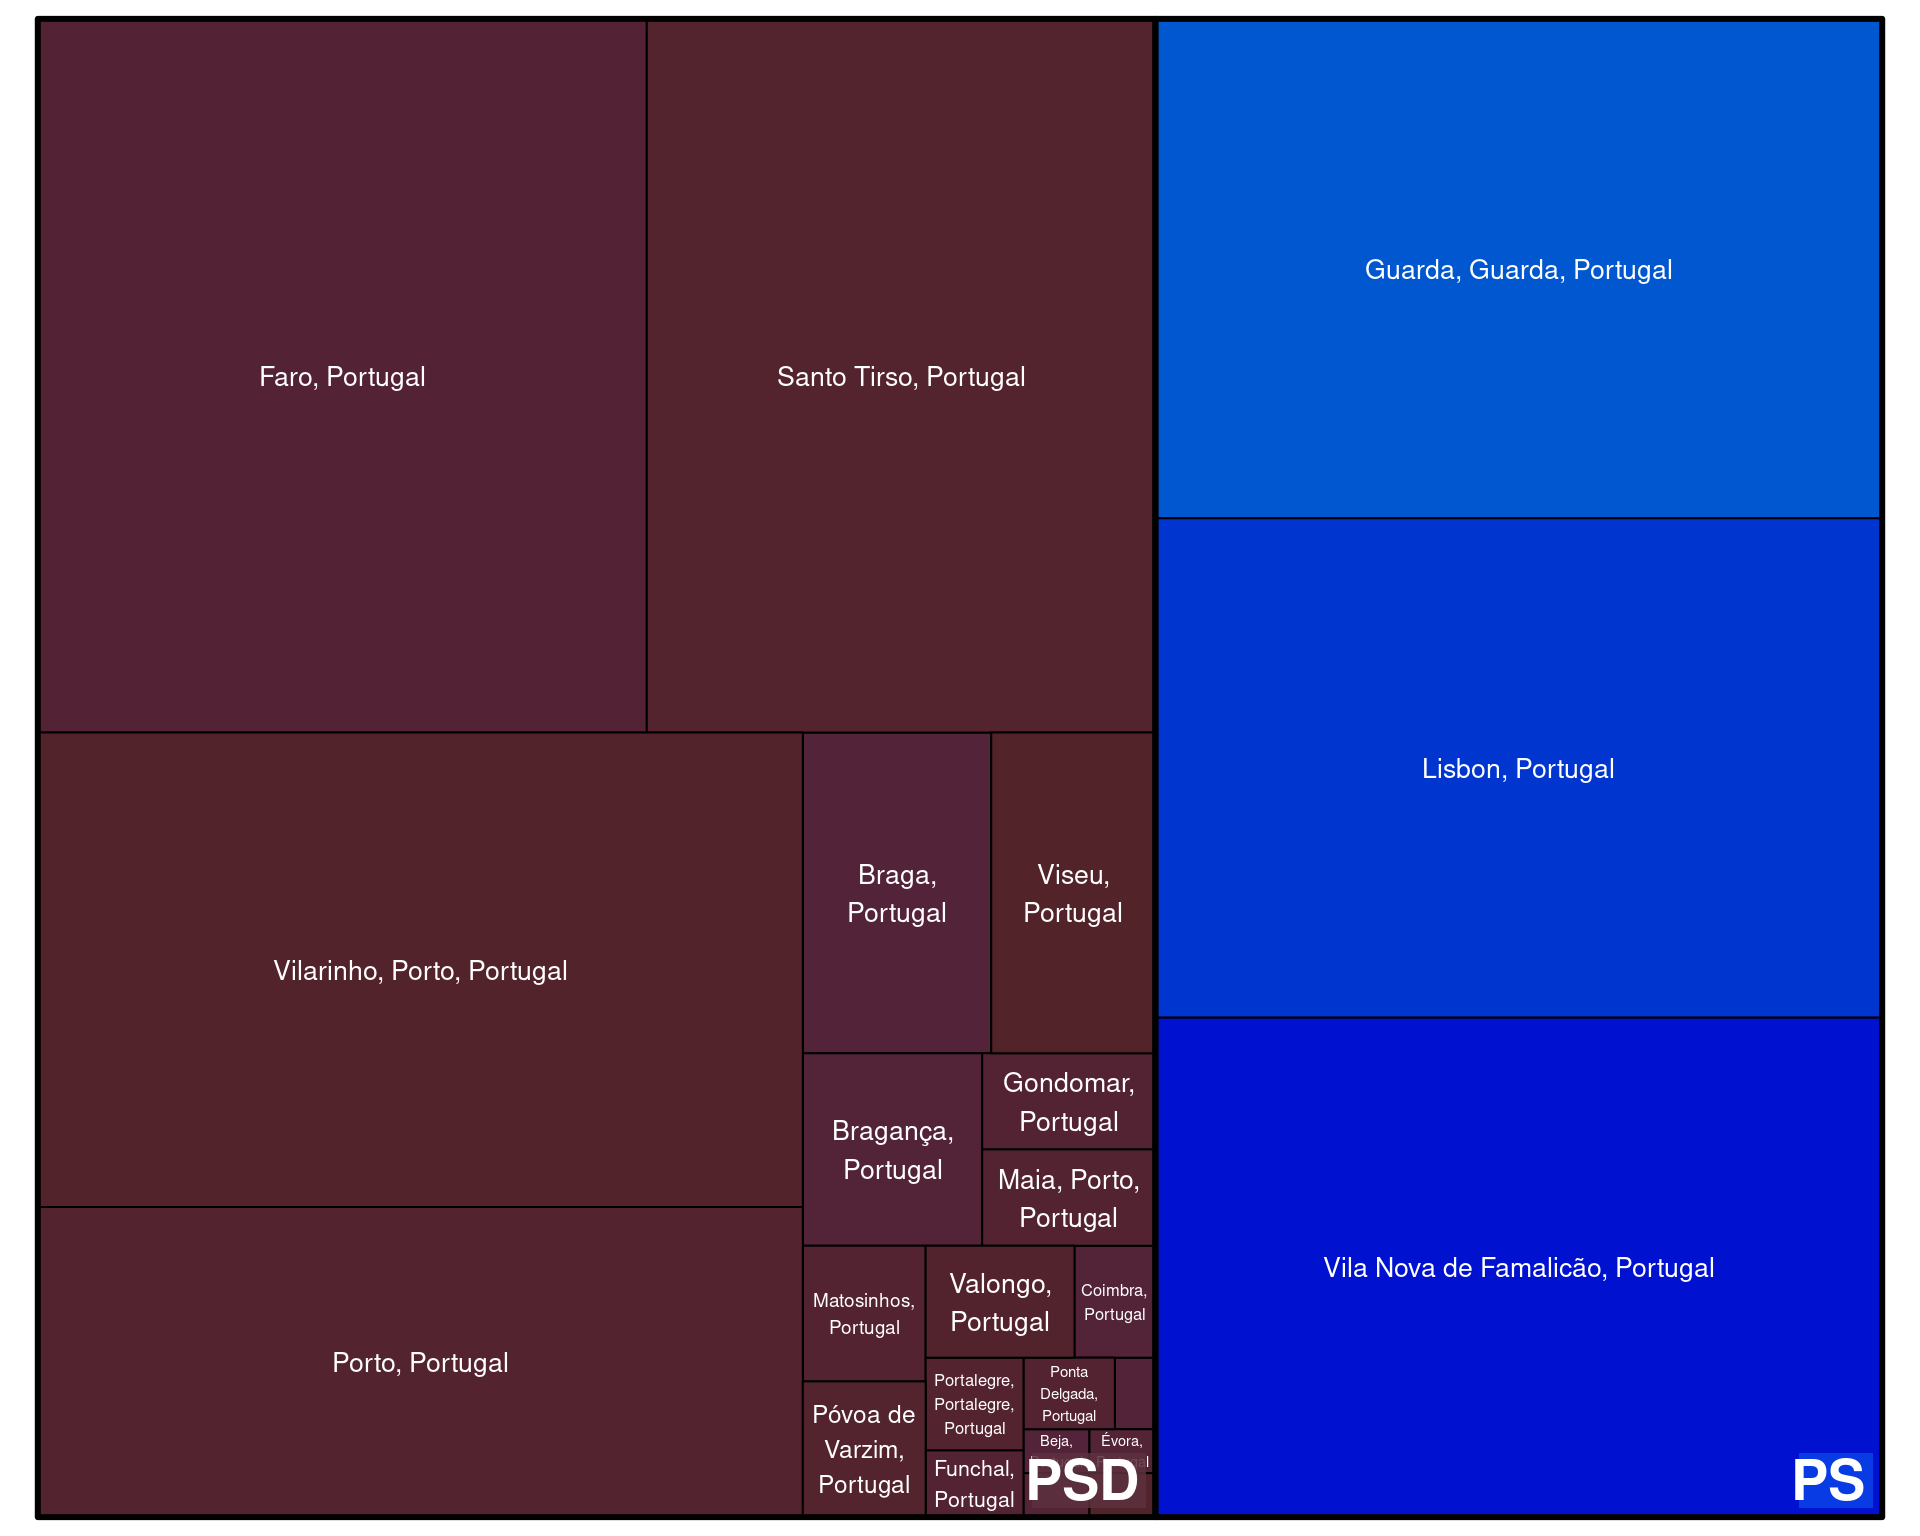 Faro, Portugal
Santo Tirso, Portugal
Guarda, Guarda, Portugal
Lisbon, Portugal
Vilarinho, Porto, Portugal
Braga,
Portugal
Viseu,
Portugal
Bragança,
Portugal
Gondomar,
Portugal
Maia, Porto,
Portugal
Vila Nova de Famalicão, Portugal
Porto, Portugal
Matosinhos,
Portugal
Valongo,
Portugal
Coimbra,
Portugal
Póvoa de
Varzim,
Portugal
Portalegre,
Portalegre,
Portugal
Ponta
Delgada,
Portugal
Funchal,
Portugal
Beja,
Évora,
PSD
PS